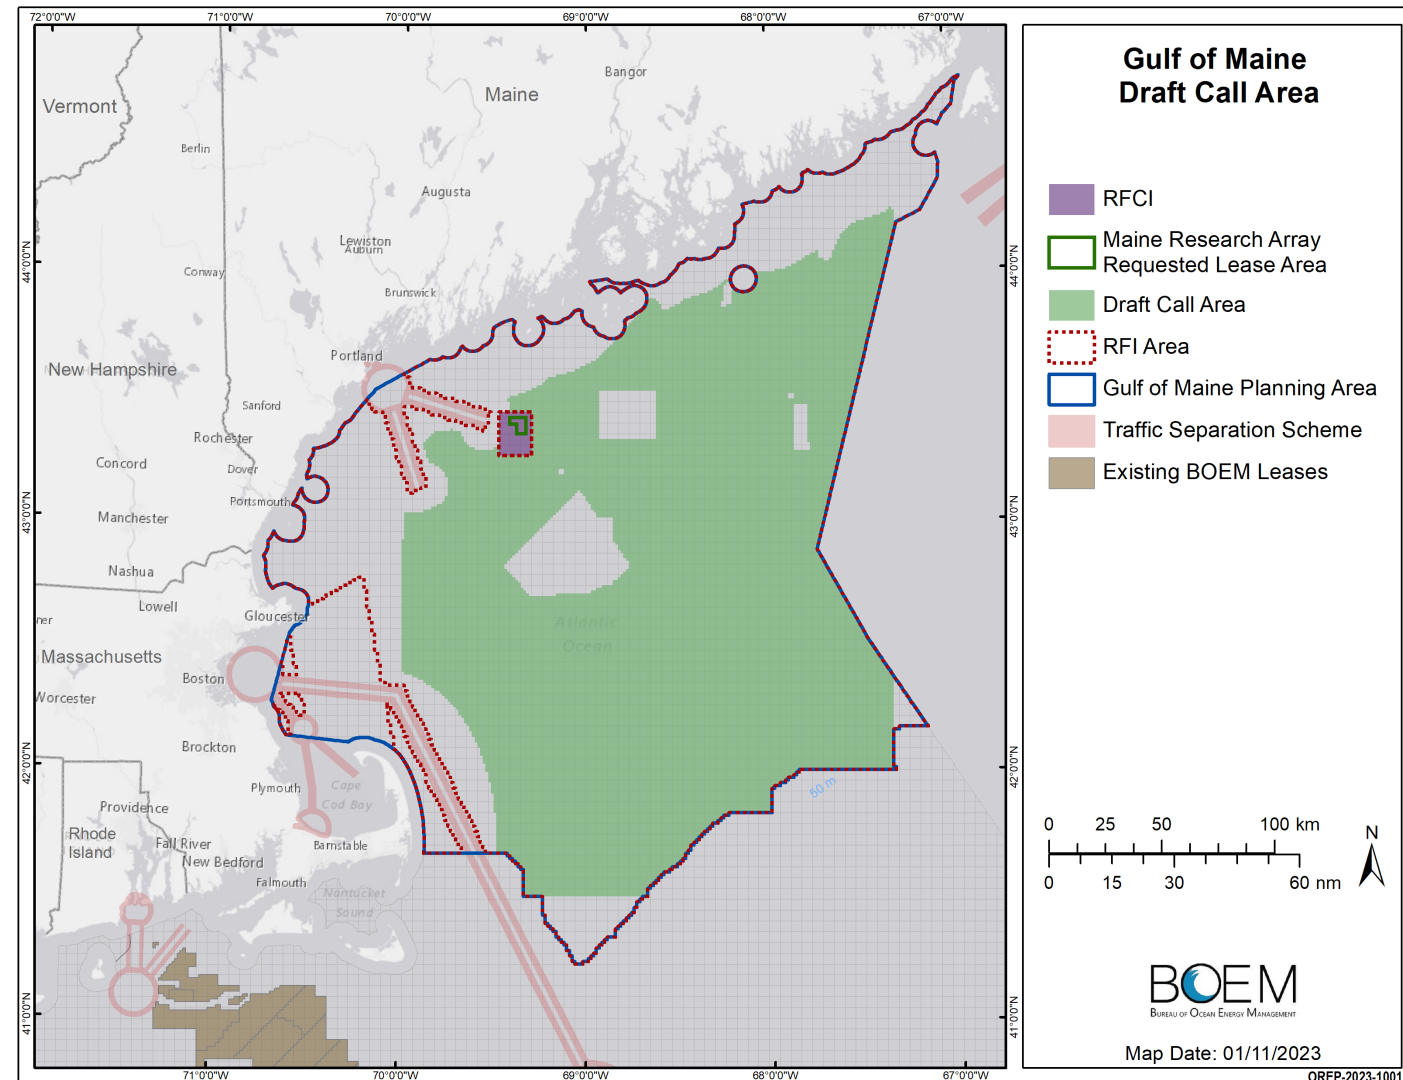 72°0'0"W
71°0'0"W
70°0'0"W
69°0'0"W
68°0'0"W
67°0'0"W
Gulf of Maine
Draft Call Area
Vermont
Maine
Bangor
Berlin
Augusta
Lewiston
Auburn
44°0'0"N
44°0'0"N
Conway
Brunswick
Portland
New Hampshire
Sanford
Rochester
Concord
Dover
Portsmouth
43°0'0"N
43°0'0"N
Manchester
Nashua
Lowell
Gloucester
ner
Atlantic
Ocean
Massachusetts
Boston
Worcester
Brockton
42°0'0"N
42°0'0"N
50 m
Plymouth
Cape
Cod Bay
Providence
Rhode
Island
Fall River
New Bedford
Barnstable
Falmouth
Nantucket
Sound
41°0'0"N
41°0'0"N
71°0'0"W
70°0'0"W
69°0'0"W
68°0'0"W
67°0'0"W
RFCI
Maine Research Array
Requested Lease Area
Draft Call Area
RFI Area
Gulf of Maine Planning Area
Traffic Separation Scheme
Existing BOEM Leases
0 25 50 100 km
0 15 30 60 nm
N
BOEM
Bureau of Ocean Energy Management
Map Date: 01/11/2023
OREP-2023-1001